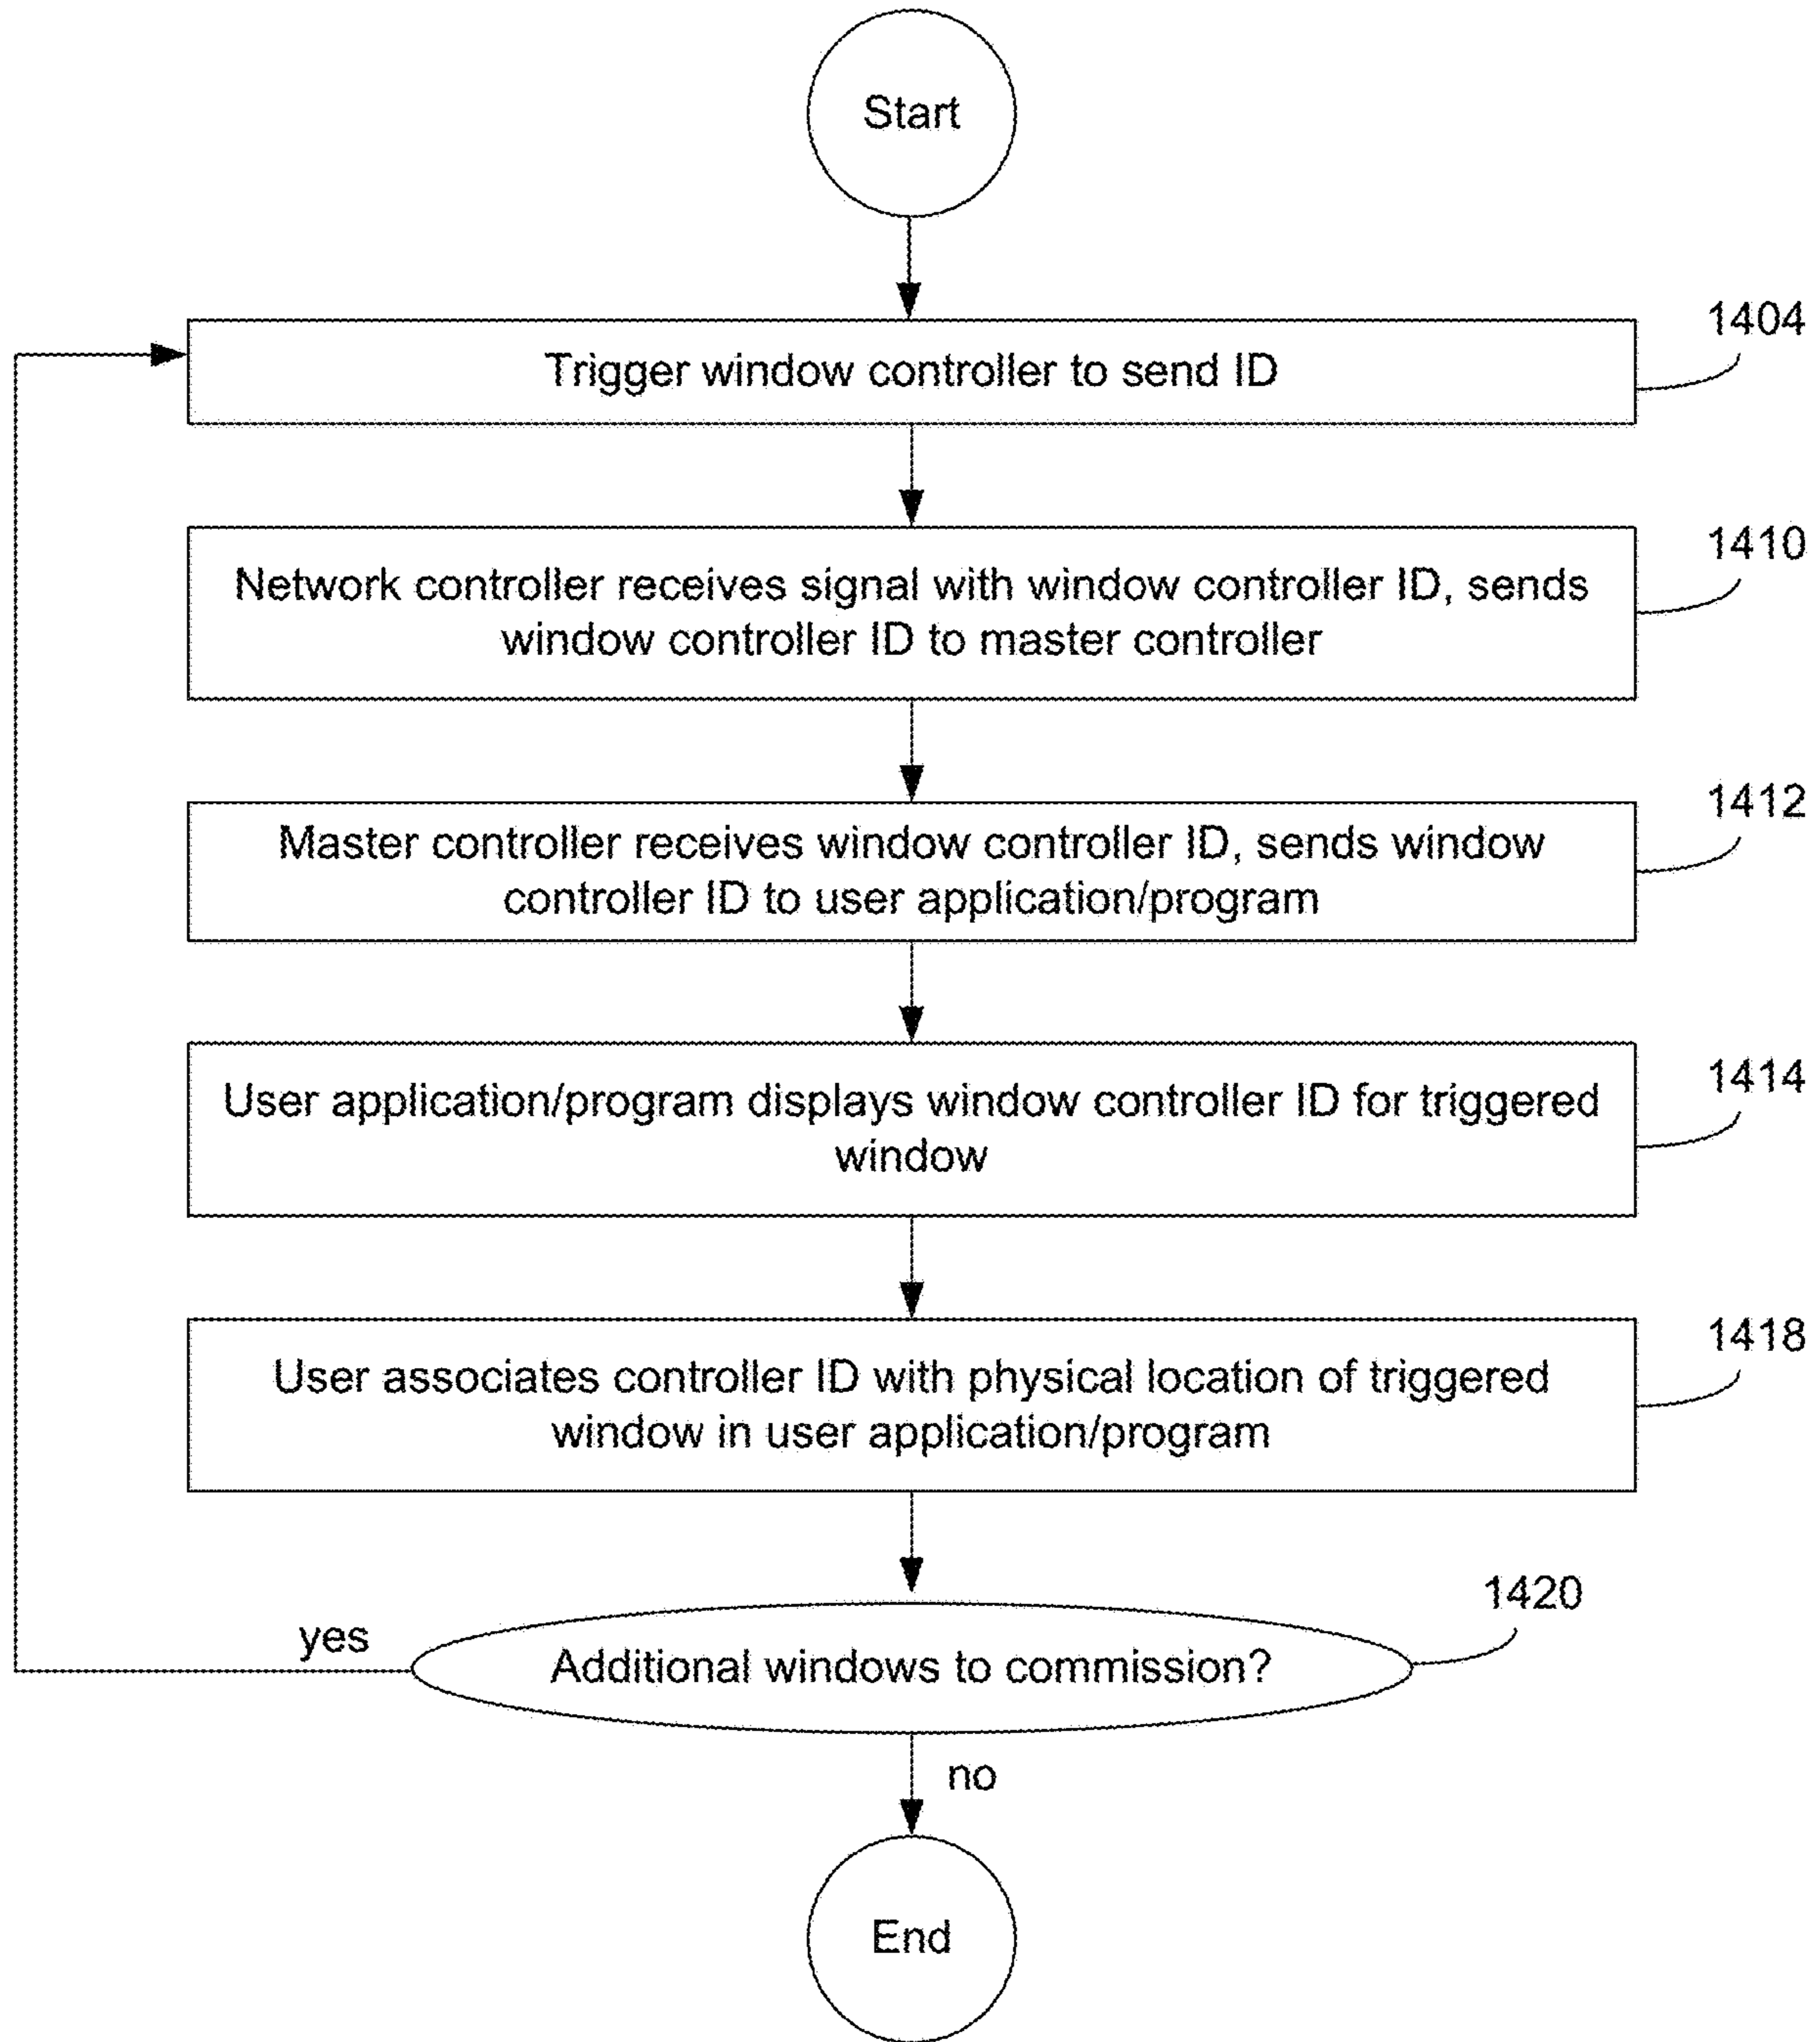 Start
1404
Trigger window controller to send ID
1410
Network controller receives signal with window controller ID, sends
window controller ID to master controller
1412
Master controller receives window controller ID, sends window
controller ID to user application/program
1414
User application/program displays window controller ID for triggered
window
1418
User associates controller ID with physical location of triggered
window in user application/program
1420
yes
Additional windows to commission?
no
End